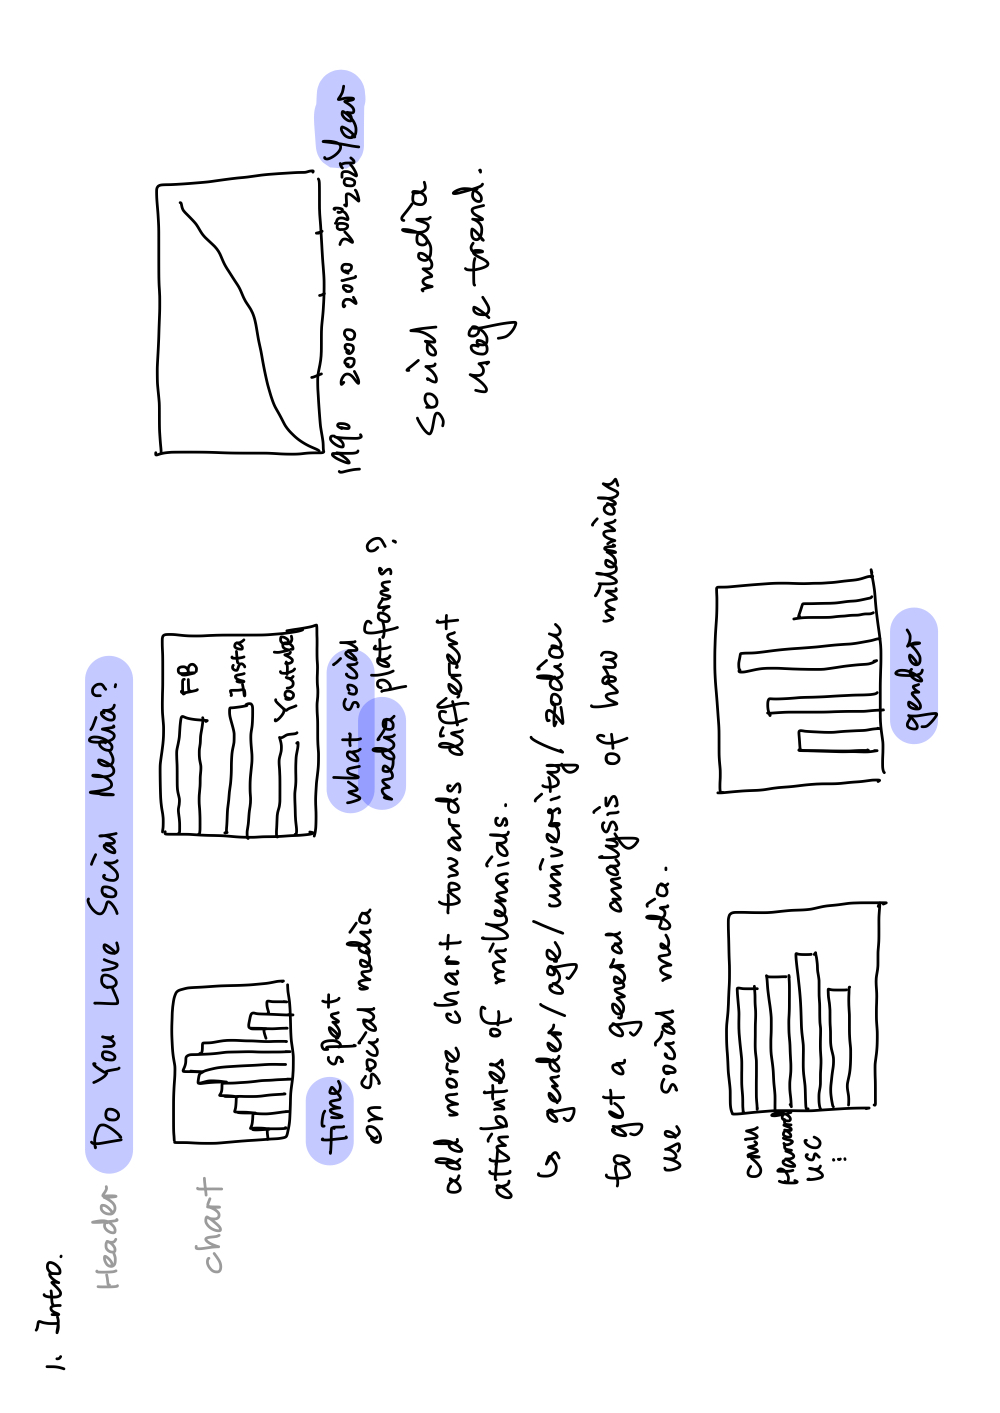 1. Intro.
Header Do You Love Social Media?
chart
FB
Insta
Youtube
time spent
on social media
what social
media platforms?
1990 2000 2010 2020 2022 Year
social media
usage trend.
add more chart towards different
attributes of millennials.
↳ gender/age/university/zodiac
to get a general analysis of how millennials
use social media.
CMU
Harvard
USC
⋮
gender